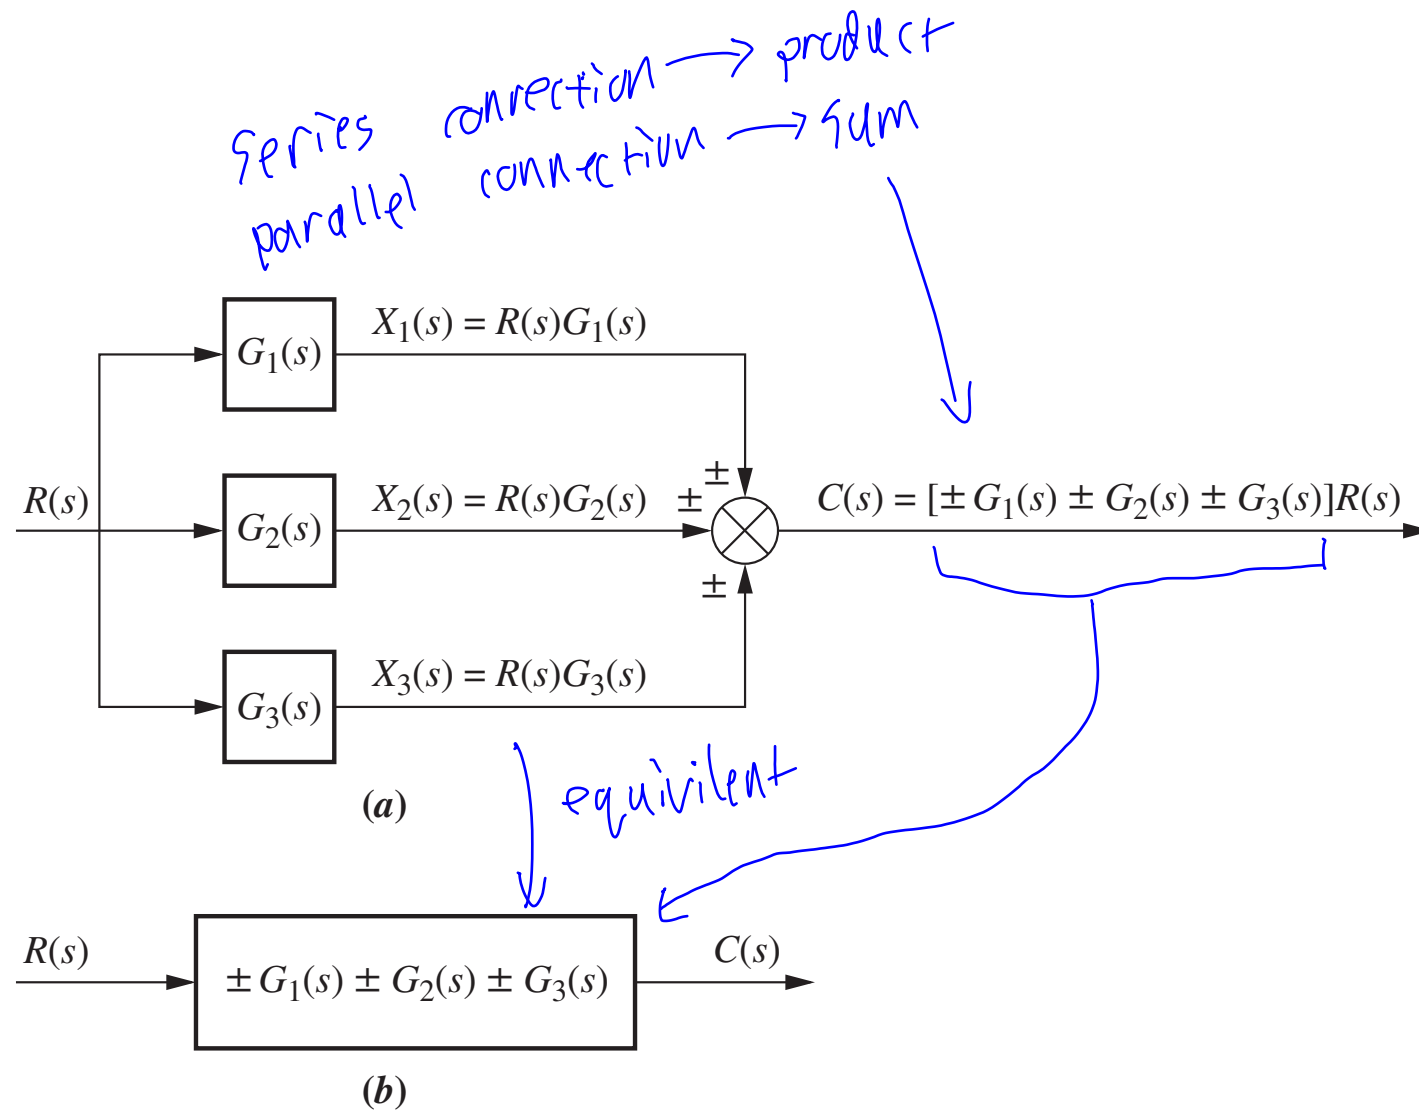 series connection → product
parallel connection → sum
G₁(s)
X₁(s) = R(s)G₁(s)
±
R(s)
G₂(s)
X₂(s) = R(s)G₂(s)
±
C(s) = [± G₁(s) ± G₂(s) ± G₃(s)]R(s)
±
G₃(s)
X₃(s) = R(s)G₃(s)
(a)
equivilent
R(s)
± G₁(s) ± G₂(s) ± G₃(s)
C(s)
(b)